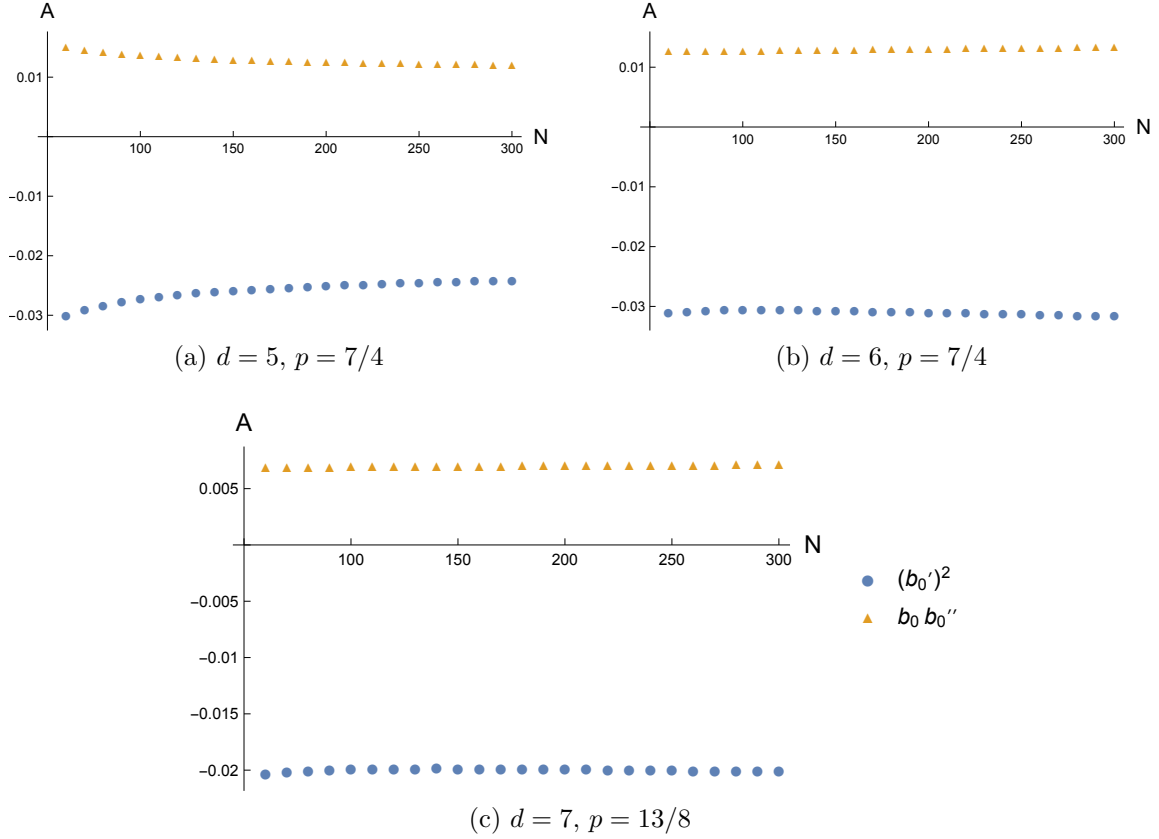 A
0.01
100 150 200 250 300 N
−0.01
−0.02
−0.03
(a) d = 5, p = 7/4
A
0.01
100 150 200 250 300 N
−0.01
−0.02
−0.03
(b) d = 6, p = 7/4
A
0.005
100 150 200 250 300 N
−0.005
−0.01
−0.015
−0.02
(b₀′)²
b₀ b₀′′
(c) d = 7, p = 13/8